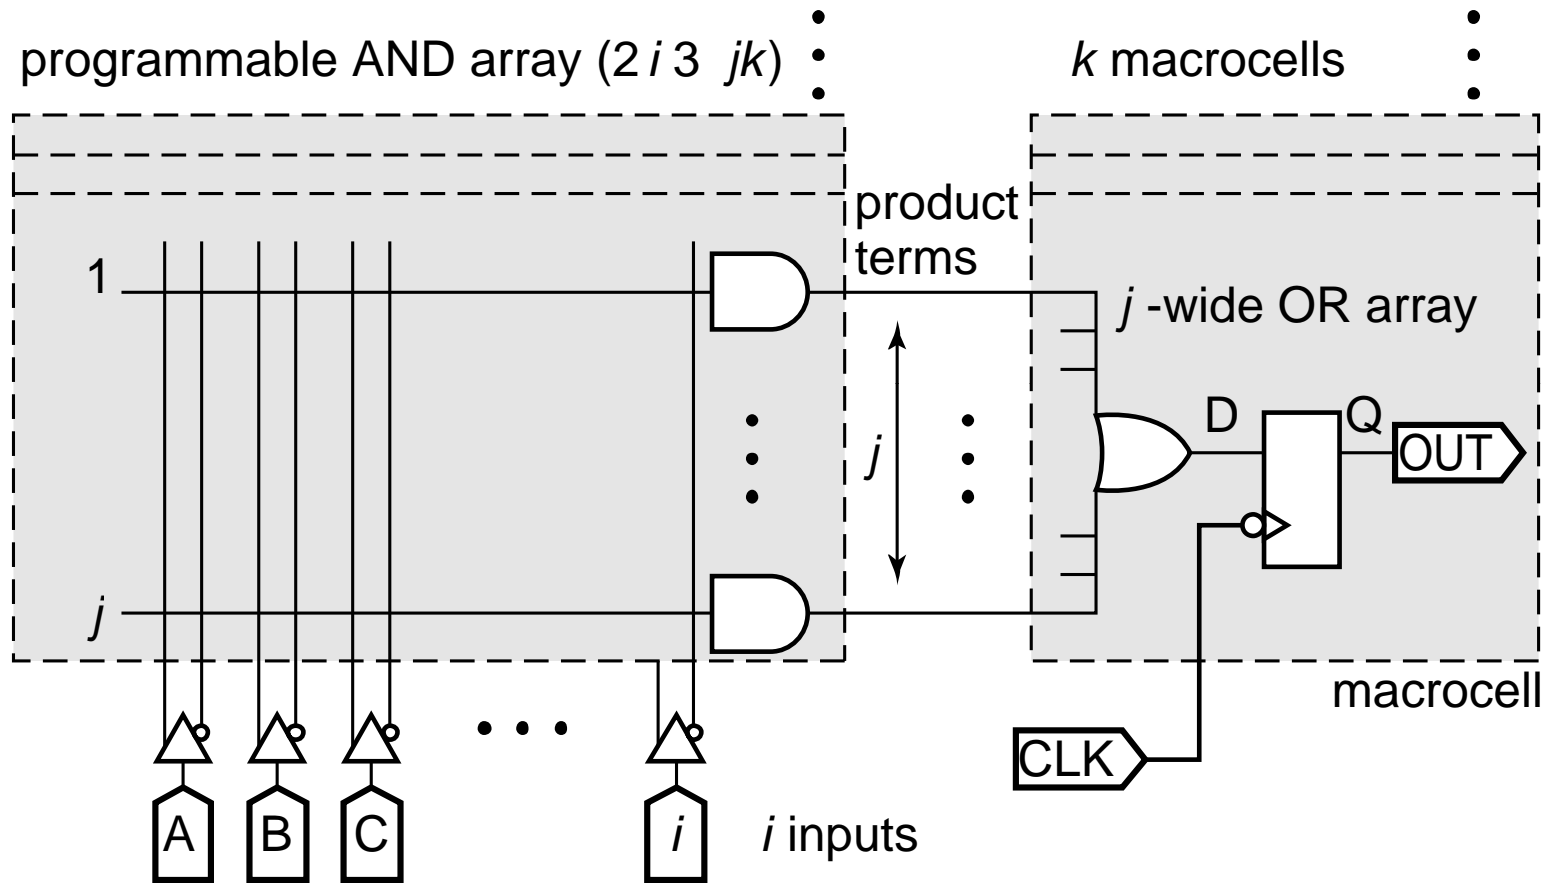 programmable AND array (2 i 3 jk)
k macrocells
product
terms
1
j -wide OR array
D
Q
OUT
j
j
macrocell
CLK
A
B
C
i
i inputs